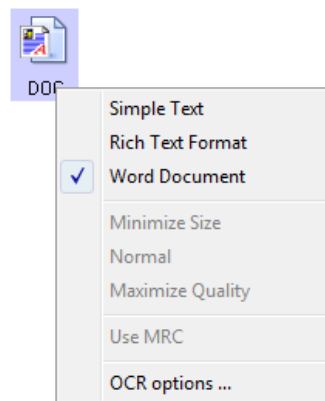 DOC
Simple Text
Rich Text Format
Word Document
Minimize Size
Normal
Maximize Quality
Use MRC
OCR options ...